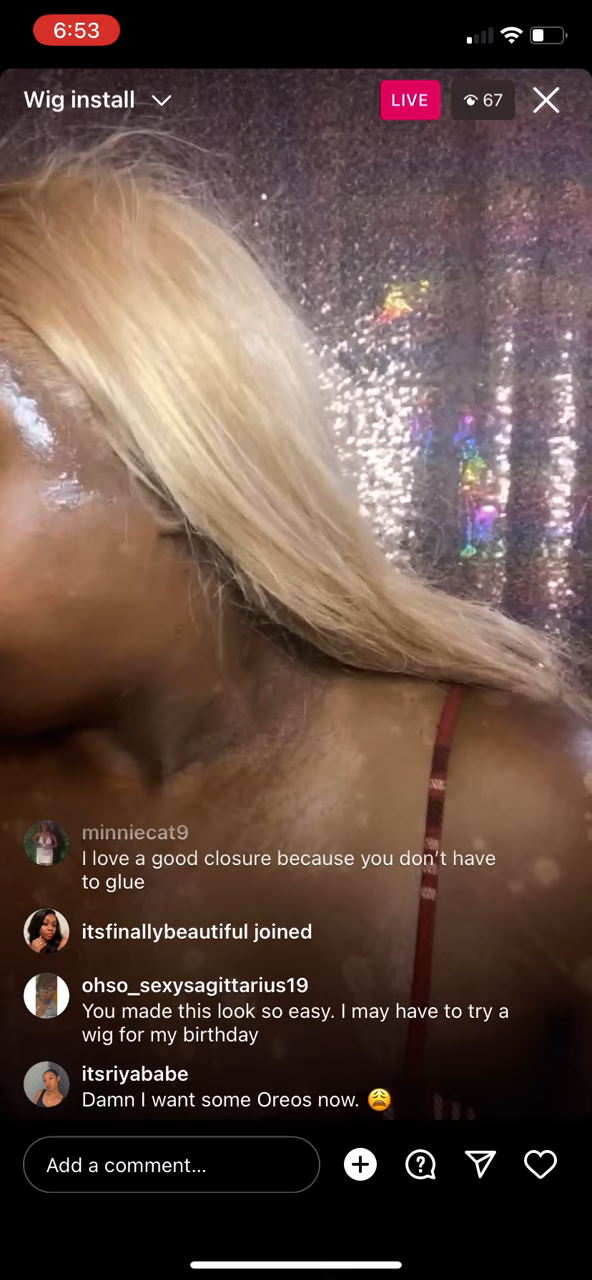 6:53
Wig install
LIVE
67
minniecat9
I love a good closure because you don't have
to glue
itsfinallybeautiful joined
ohso_sexysagittarius19
You made this look so easy. I may have to try a
wig for my birthday
itsriyababe
Damn I want some Oreos now. 😩
Add a comment...